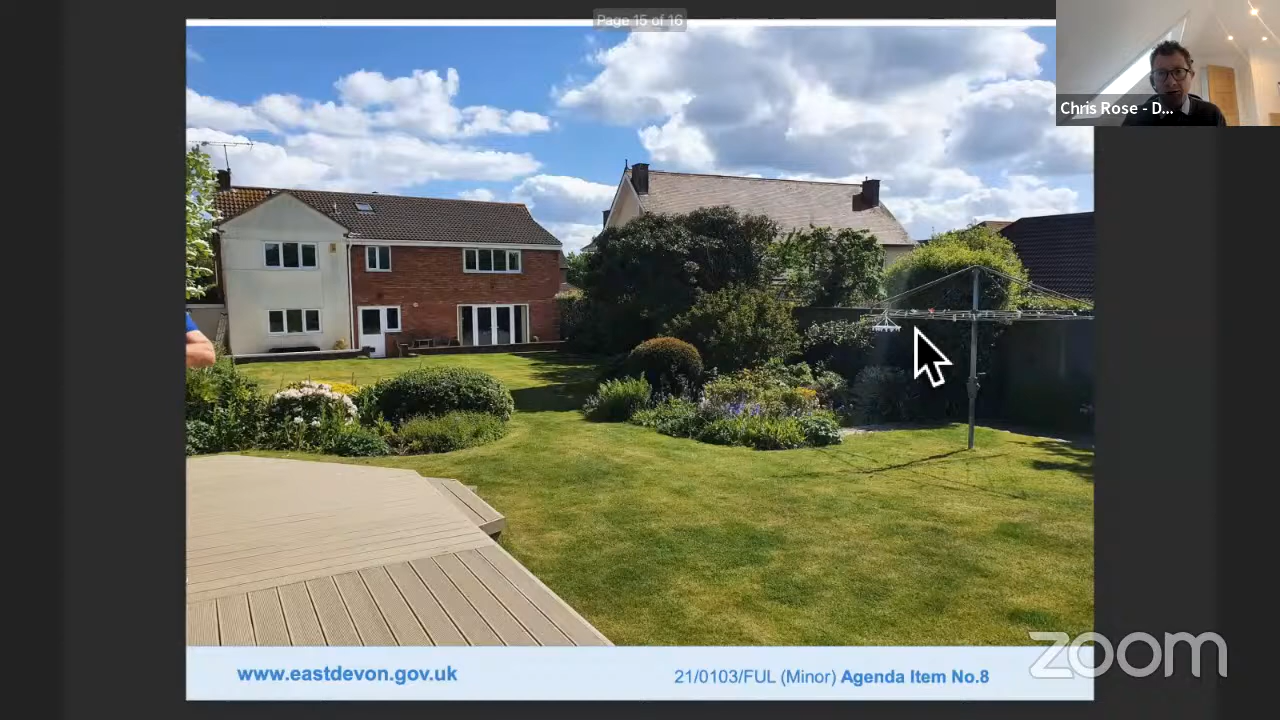 Page 15 of 16
Chris Rose - D...
www.eastdevon.gov.uk
21/0103/FUL (Minor) Agenda Item No.8
zoom